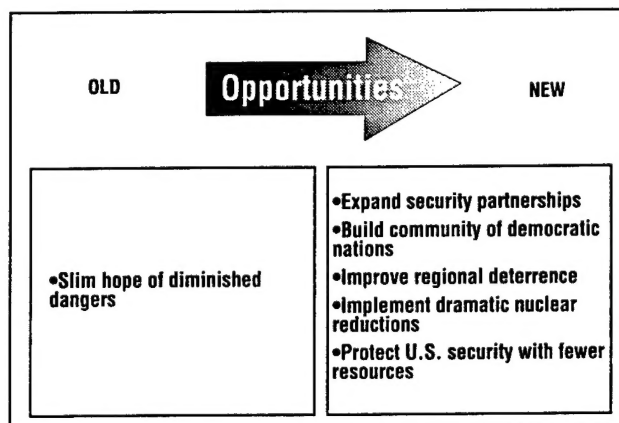 OLD
Opportunities
NEW
•Slim hope of diminished
dangers
•Expand security partnerships
•Build community of democratic
nations
•Improve regional deterrence
•Implement dramatic nuclear
reductions
•Protect U.S. security with fewer
resources